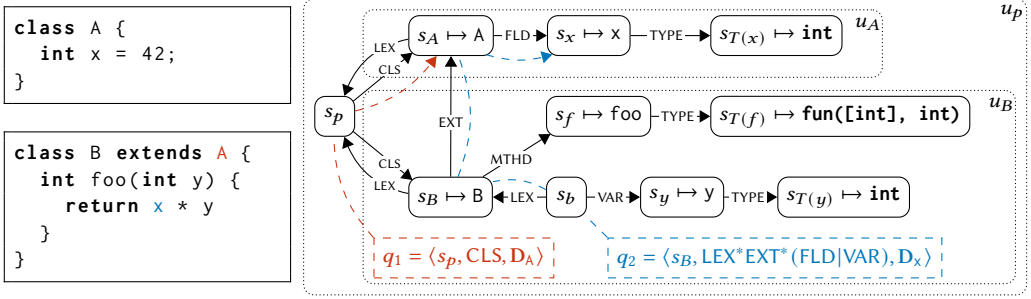 class A {
int x = 42;
}
class B extends A {
int foo(int y) {
return x * y
}
}
u_p
u_A
s_A ↦ A
FLD
s_x ↦ x
TYPE
s_T(x) ↦ int
LEX
CLS
s_p
EXT
u_B
s_f ↦ foo
TYPE
s_T(f) ↦ fun([int], int)
MTHD
CLS
LEX
s_B ↦ B
LEX
s_b
VAR
s_y ↦ y
TYPE
s_T(y) ↦ int
q_1 = ⟨s_p, CLS, D_A⟩
q_2 = ⟨s_B, LEX*EXT*(FLD|VAR), D_x⟩